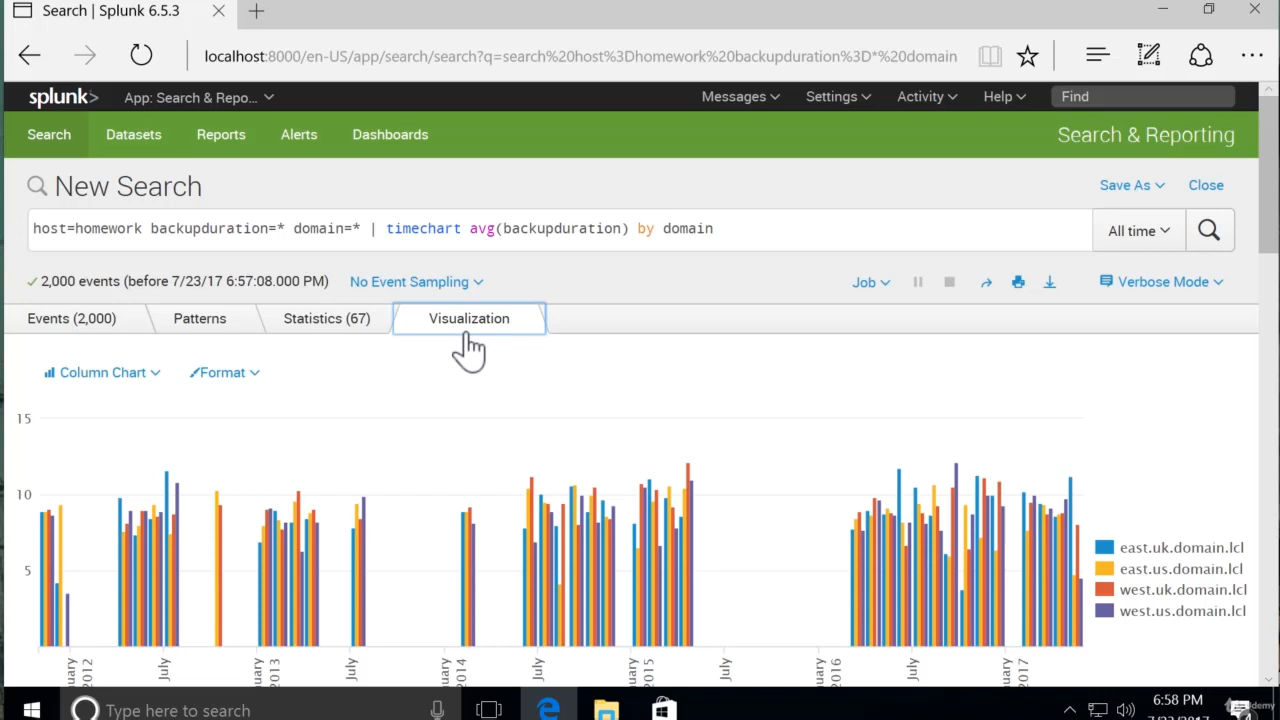 Search | Splunk 6.5.3
localhost:8000/en-US/app/search/search?q=search%20host%3Dhomework%20backupduration%3D*%20domain
splunk> App: Search & Repo... Messages Settings Activity Help Find
Search Datasets Reports Alerts Dashboards Search & Reporting
New Search Save As Close
host=homework backupduration=* domain=* | timechart avg(backupduration) by domain All time
2,000 events (before 7/23/17 6:57:08.000 PM) No Event Sampling Job Verbose Mode
Events (2,000) Patterns Statistics (67) Visualization
Column Chart Format
15
10
5
east.uk.domain.lcl
east.us.domain.lcl
west.uk.domain.lcl
west.us.domain.lcl
July July July July July July
2012 2013 2014 2015 2016 2017
Type here to search 6:58 PM